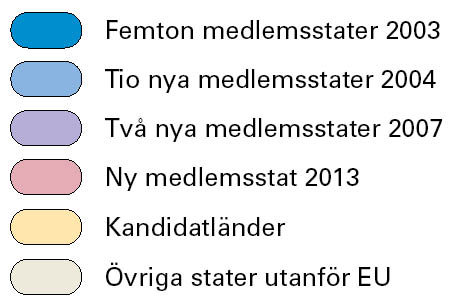 Femton medlemsstater 2003
Tio nya medlemsstater 2004
Två nya medlemsstater 2007
Ny medlemsstat 2013
Kandidatländer
Övriga stater utanför EU